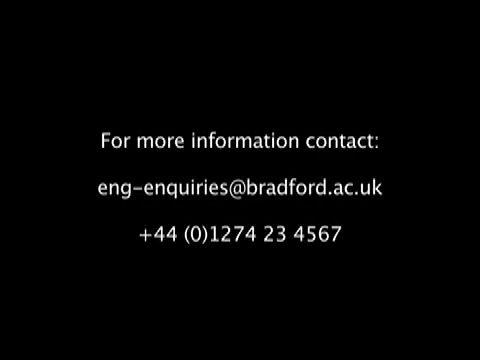 For more information contact:
eng-enquiries@bradford.ac.uk
+44 (0)1274 23 4567